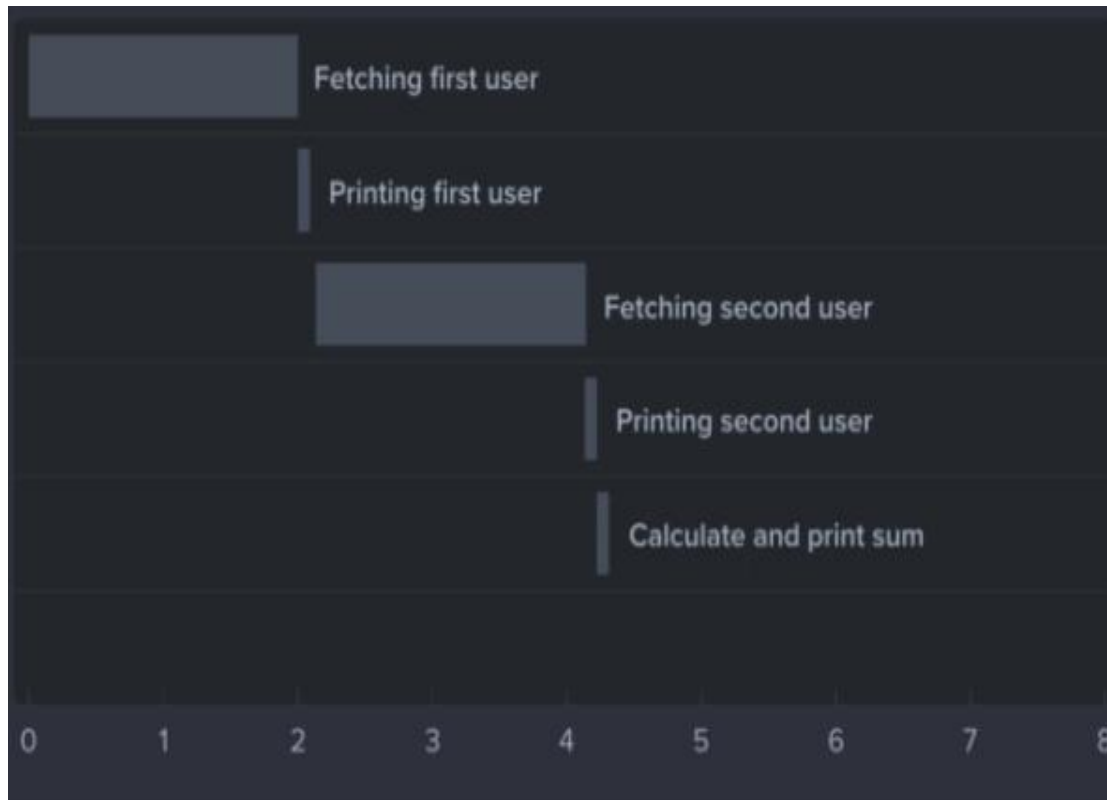 Fetching first user
Printing first user
Fetching second user
Printing second user
Calculate and print sum
0 1 2 3 4 5 6 7 8